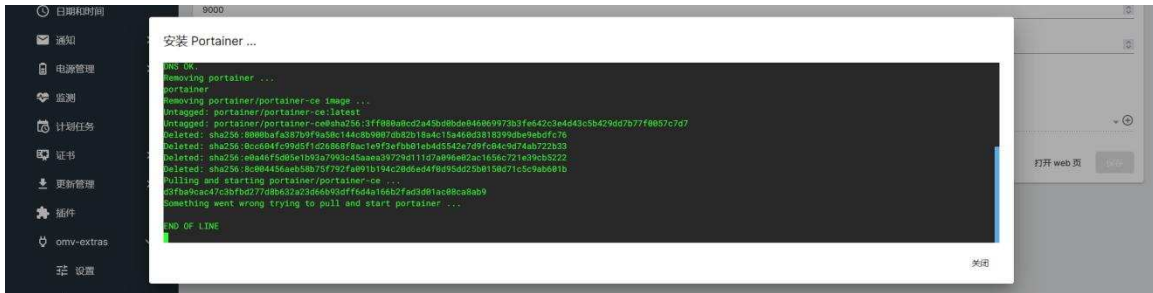 日期和时间
9000
通知
安装 Portainer ...
电源管理
DNS OK.
Removing portainer ...
portainer
Removing portainer/portainer-ce image ...
Untagged: portainer/portainer-ce:latest
Untagged: portainer/portainer-ce@sha256:3ff080a0cd2a45bd0bde046069973b3fe642c3e4d43c5b429dd7b77f0057c7d7
Deleted: sha256:8000bafa387b9f9a50c144c8b9007db82b18a4c15a460d3818399dbe9ebdfc76
Deleted: sha256:0cc604fc99d5f1d26868f8ac1e9f3efbb01eb4d5542e7d9fc04c9d74ab722b33
Deleted: sha256:e0a46f5d05e1b93a7993c45aaea39729d111d7a096e02ac1656c721e39cb5222
Deleted: sha256:8c004456aeb58b75f792fa091b194c20d6ed4f0d95dd25b0150d71c5c9ab601b
Pulling and starting portainer/portainer-ce ...
d3fba9cac47c3bfbd277d8b632a23d66b93dff6d4a166b2fad3d01ac08ca8ab9
Something went wrong trying to pull and start portainer ...
END OF LINE
监测
计划任务
证书
打开 web 页
更新管理
插件
omv-extras
关闭
设置